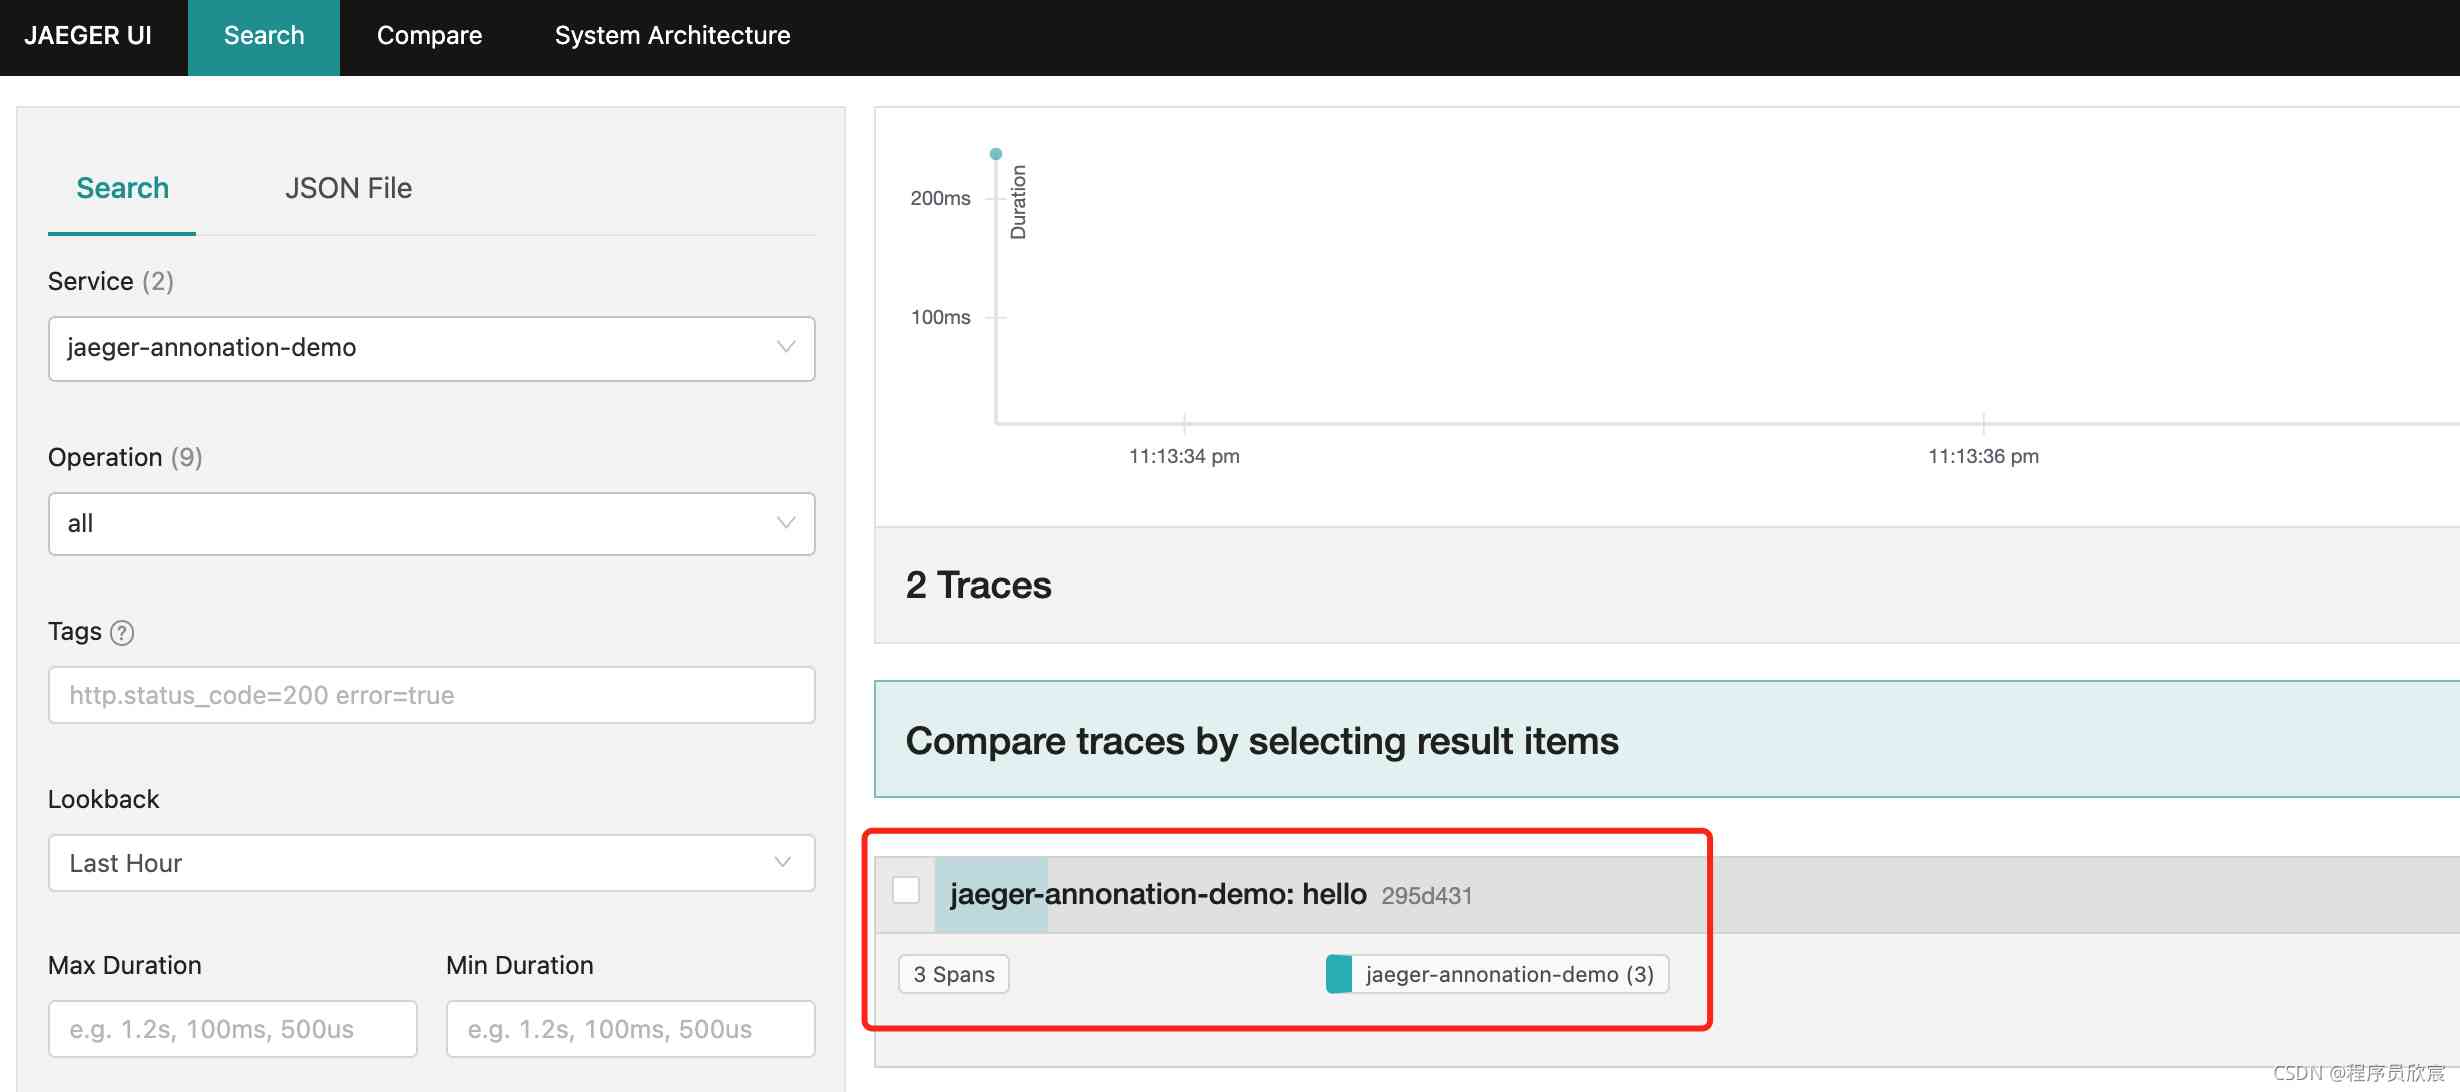 JAEGER UI Search Compare System Architecture
Search JSON File
Service (2)
jaeger-annonation-demo
Operation (9)
all
Tags ?
http.status_code=200 error=true
Lookback
Last Hour
Max Duration Min Duration
e.g. 1.2s, 100ms, 500us e.g. 1.2s, 100ms, 500us
Duration
200ms
100ms
11:13:34 pm 11:13:36 pm
2 Traces
Compare traces by selecting result items
jaeger-annonation-demo: hello 295d431
3 Spans jaeger-annonation-demo (3)
CSDN @程序员欣宸